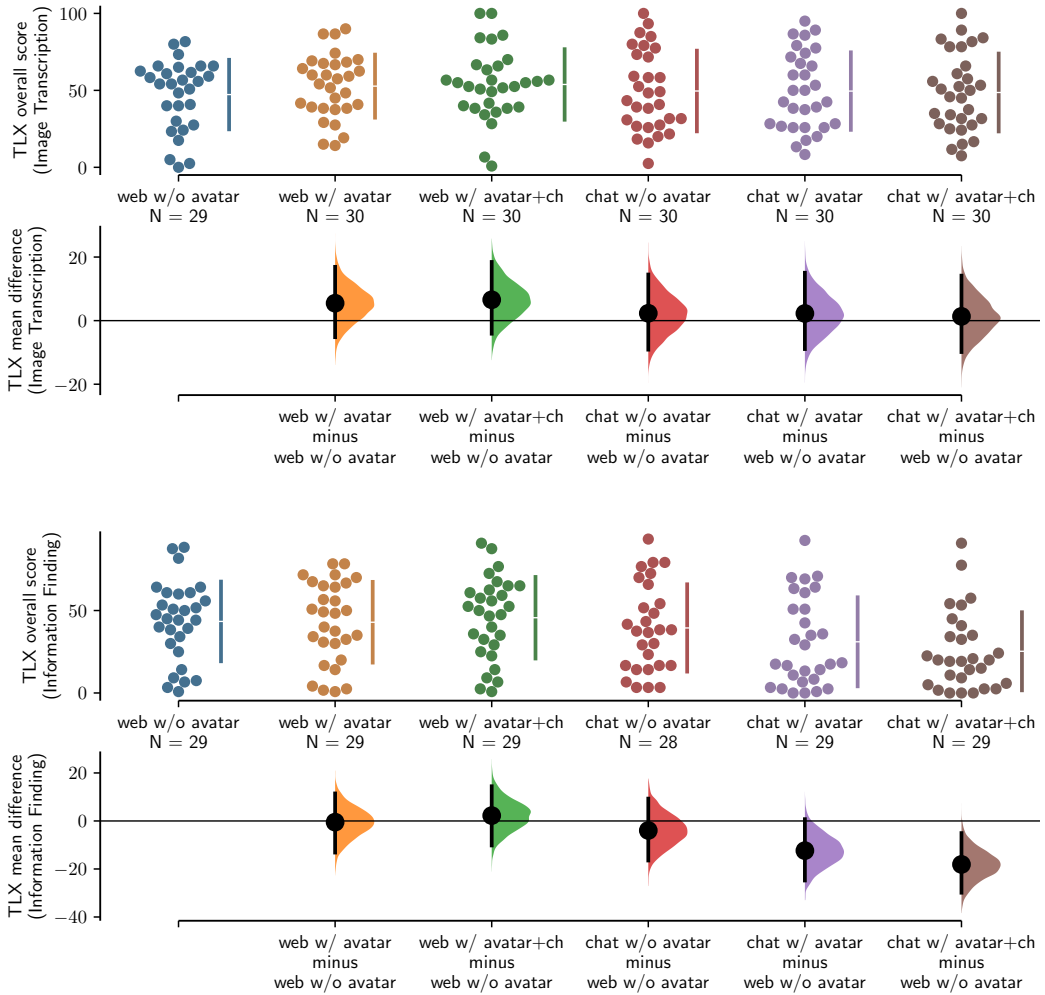 TLX overall score
(Image Transcription)
100
50
0
web w/o avatar
N = 29
web w/ avatar
N = 30
web w/ avatar+ch
N = 30
chat w/o avatar
N = 30
chat w/ avatar
N = 30
chat w/ avatar+ch
N = 30
TLX mean difference
(Image Transcription)
20
0
−20
web w/ avatar
minus
web w/o avatar
web w/ avatar+ch
minus
web w/o avatar
chat w/o avatar
minus
web w/o avatar
chat w/ avatar
minus
web w/o avatar
chat w/ avatar+ch
minus
web w/o avatar
TLX overall score
(Information Finding)
50
0
web w/o avatar
N = 29
web w/ avatar
N = 29
web w/ avatar+ch
N = 29
chat w/o avatar
N = 28
chat w/ avatar
N = 29
chat w/ avatar+ch
N = 29
TLX mean difference
(Information Finding)
20
0
−20
−40
web w/ avatar
minus
web w/o avatar
web w/ avatar+ch
minus
web w/o avatar
chat w/o avatar
minus
web w/o avatar
chat w/ avatar
minus
web w/o avatar
chat w/ avatar+ch
minus
web w/o avatar